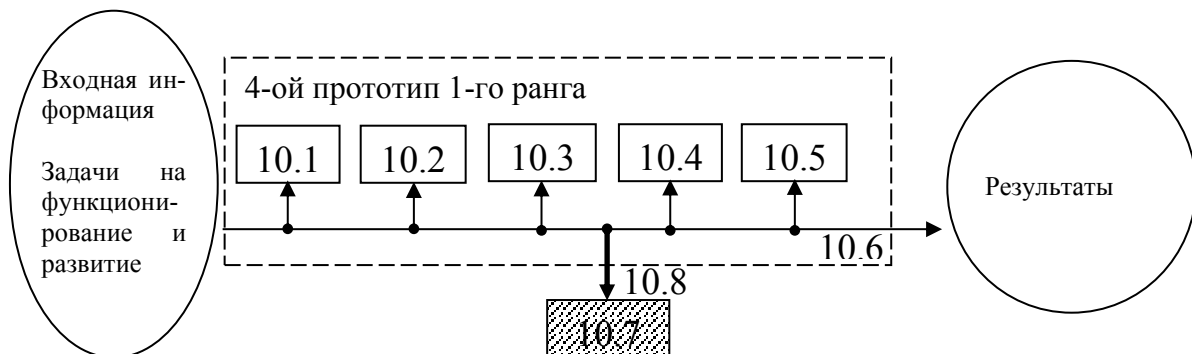 Входная ин-
формация
Задачи на
функциони-
рование и
развитие
4-ой прототип 1-го ранга
10.1 10.2 10.3 10.4 10.5
10.6
10.8
10.7
Результаты